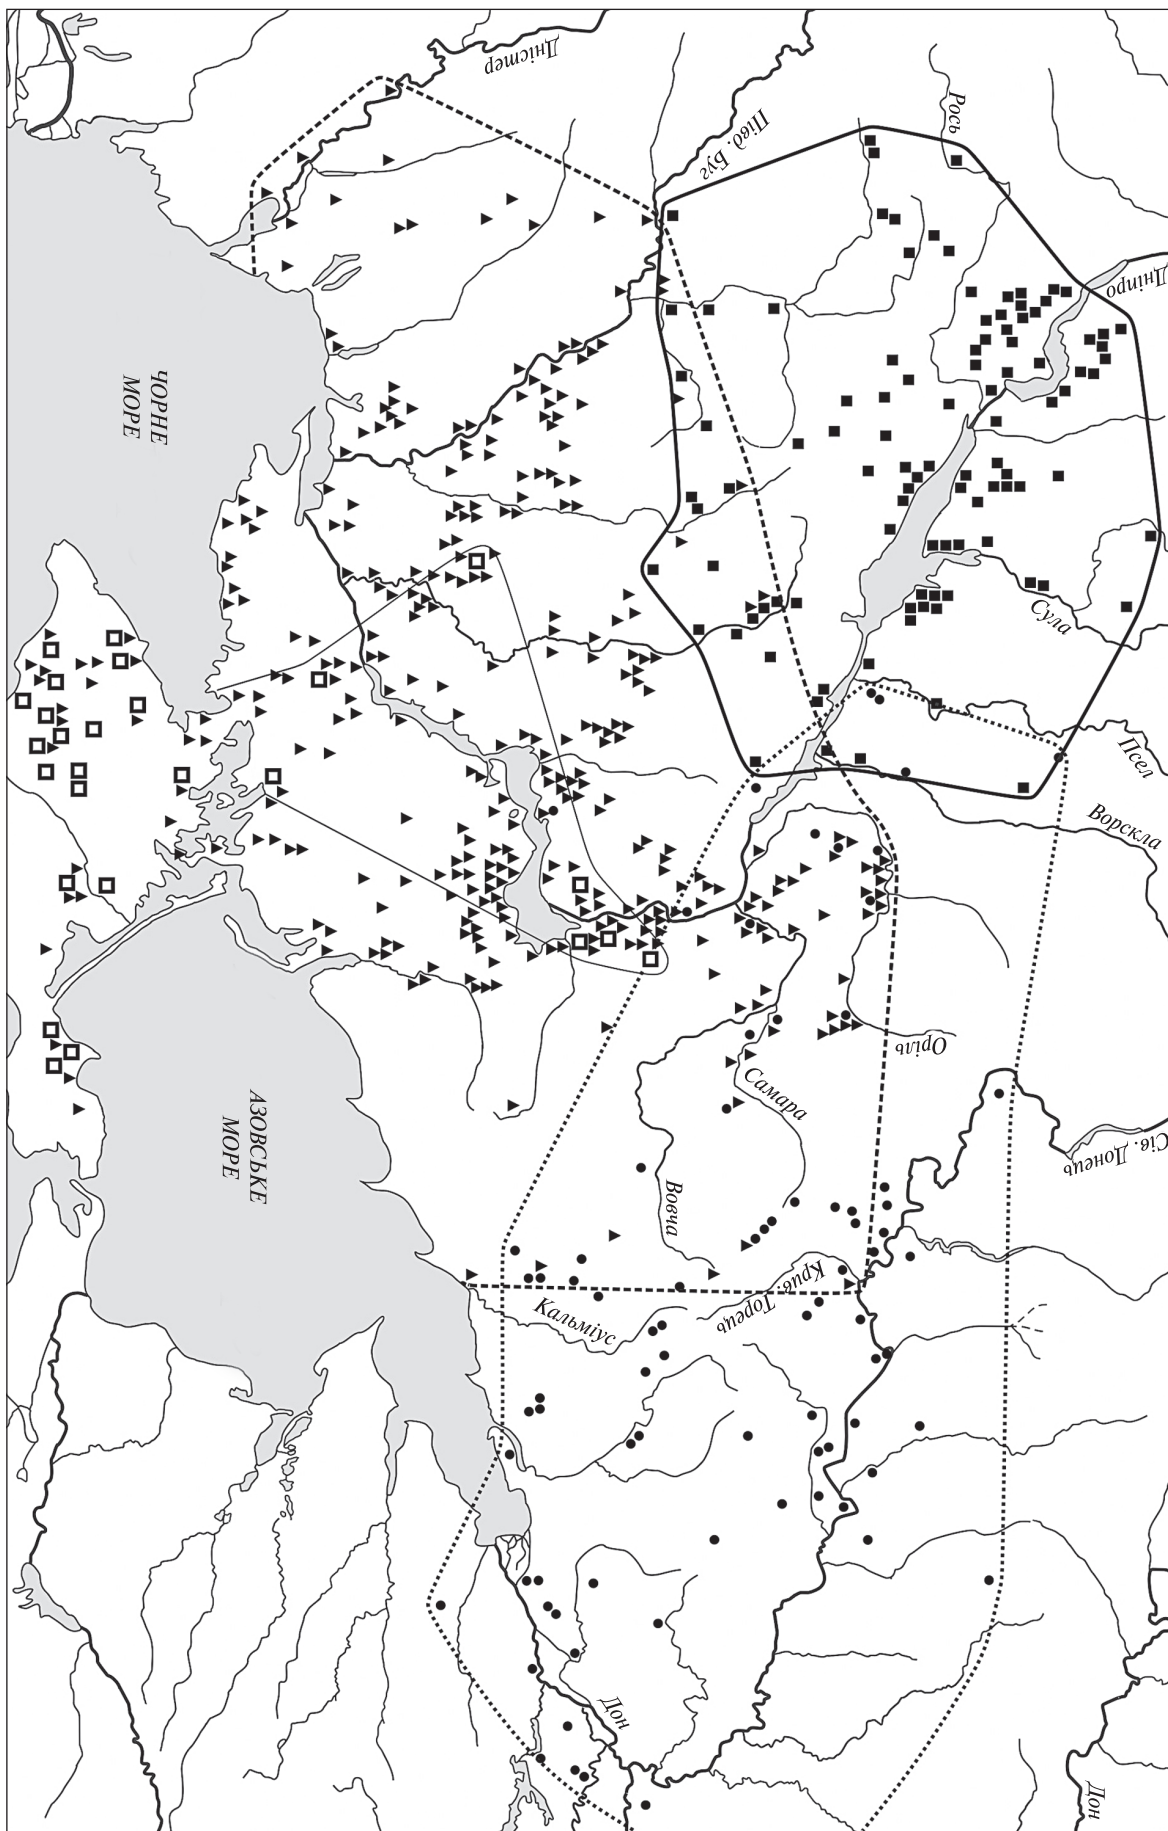 Дністер
Півд. Буг
Рось
Дніпро
ЧОРНЕ
МОРЕ
Сула
Псел
Ворскла
Оріль
Самара
Сів. Донець
АЗОВСЬКЕ
МОРЕ
Вовча
Крив. Торець
Кальміус
Дон
Дон